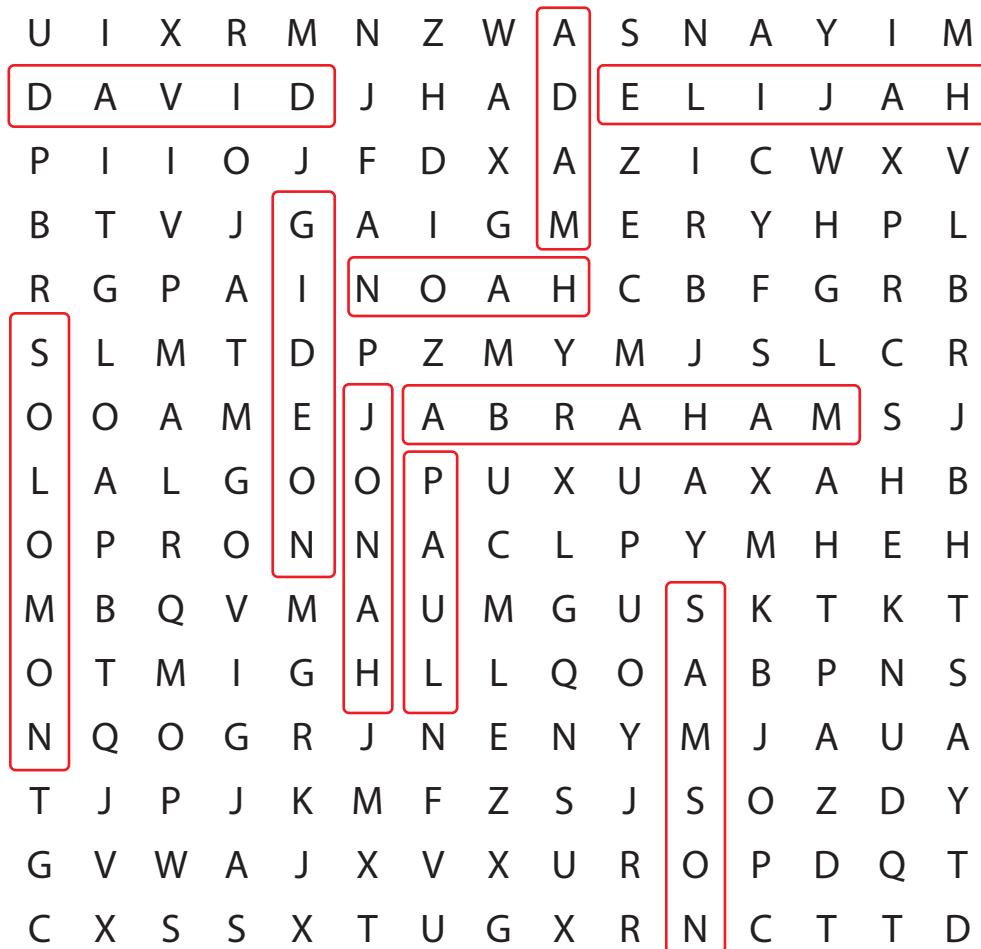 U I X R M N Z W A S N A Y I M
D A V I D J H A D E L I J A H
P I I O J F D X A Z I C W X V
B T V J G A I G M E R Y H P L
R G P A I N O A H C B F G R B
S L M T D P Z M Y M J S L C R
O O A M E J A B R A H A M S J
L A L G O O P U X U A X A H B
O P R O N N A C L P Y M H E H
M B Q V M A U M G U S K T K T
O T M I G H L L Q O A B P N S
N Q O G R J N E N Y M J A U A
T J P J K M F Z S J S O Z D Y
G V W A J X V X U R O P D Q T
C X S S X T U G X R N C T T D